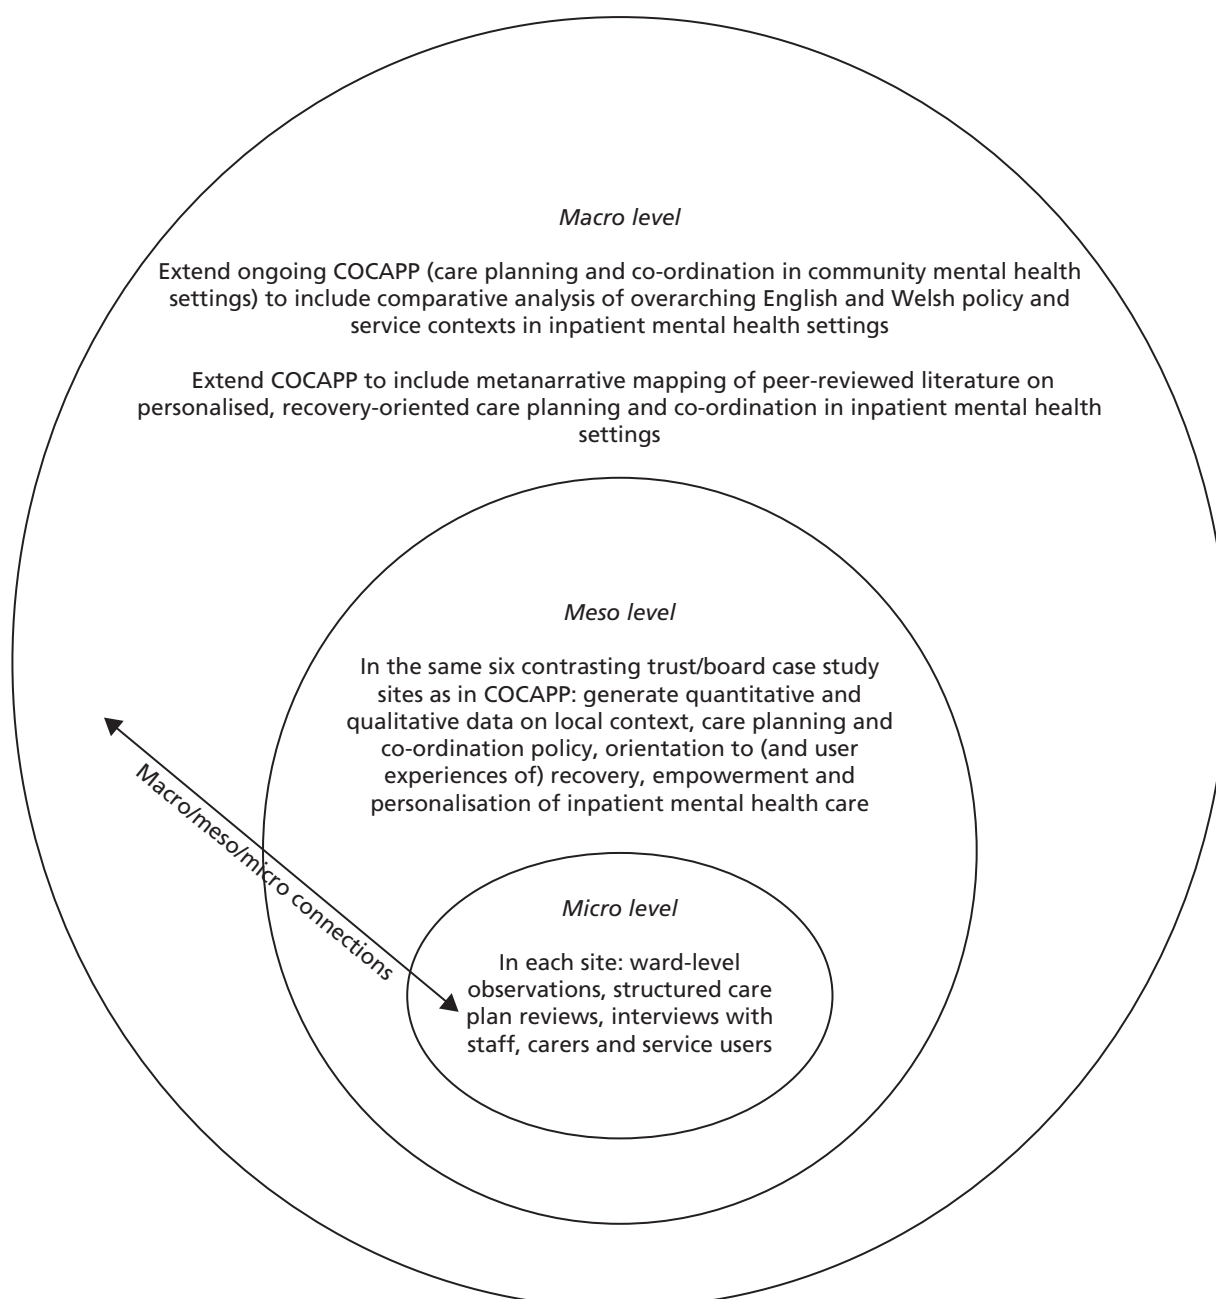 Macro level
Extend ongoing COCAPP (care planning and co-ordination in community mental health
settings) to include comparative analysis of overarching English and Welsh policy and
service contexts in inpatient mental health settings
Extend COCAPP to include metanarrative mapping of peer-reviewed literature on
personalised, recovery-oriented care planning and co-ordination in inpatient mental health
settings
Meso level
In the same six contrasting trust/board case study
sites as in COCAPP: generate quantitative and
qualitative data on local context, care planning and
co-ordination policy, orientation to (and user
experiences of) recovery, empowerment and
personalisation of inpatient mental health care
Macro/meso/micro connections
Micro level
In each site: ward-level
observations, structured care
plan reviews, interviews with
staff, carers and service users